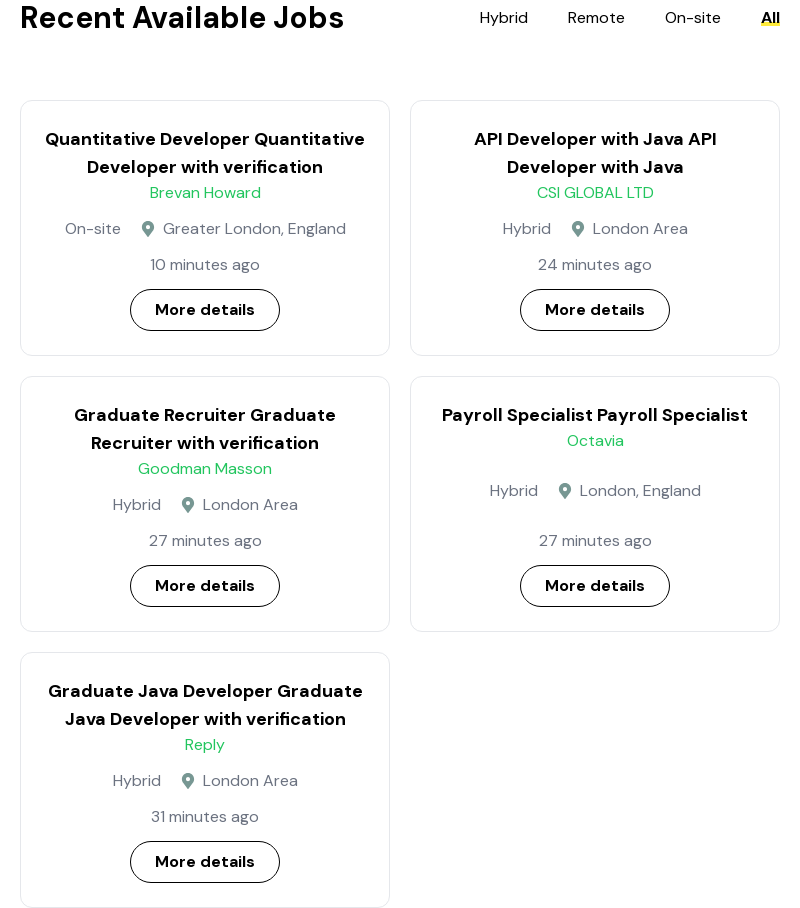 Recent Available Jobs
Hybrid Remote On-site All
Quantitative Developer Quantitative
Developer with verification
Brevan Howard
On-site Greater London, England
10 minutes ago
More details
API Developer with Java API
Developer with Java
CSI GLOBAL LTD
Hybrid London Area
24 minutes ago
More details
Graduate Recruiter Graduate
Recruiter with verification
Goodman Masson
Hybrid London Area
27 minutes ago
More details
Payroll Specialist Payroll Specialist
Octavia
Hybrid London, England
27 minutes ago
More details
Graduate Java Developer Graduate
Java Developer with verification
Reply
Hybrid London Area
31 minutes ago
More details